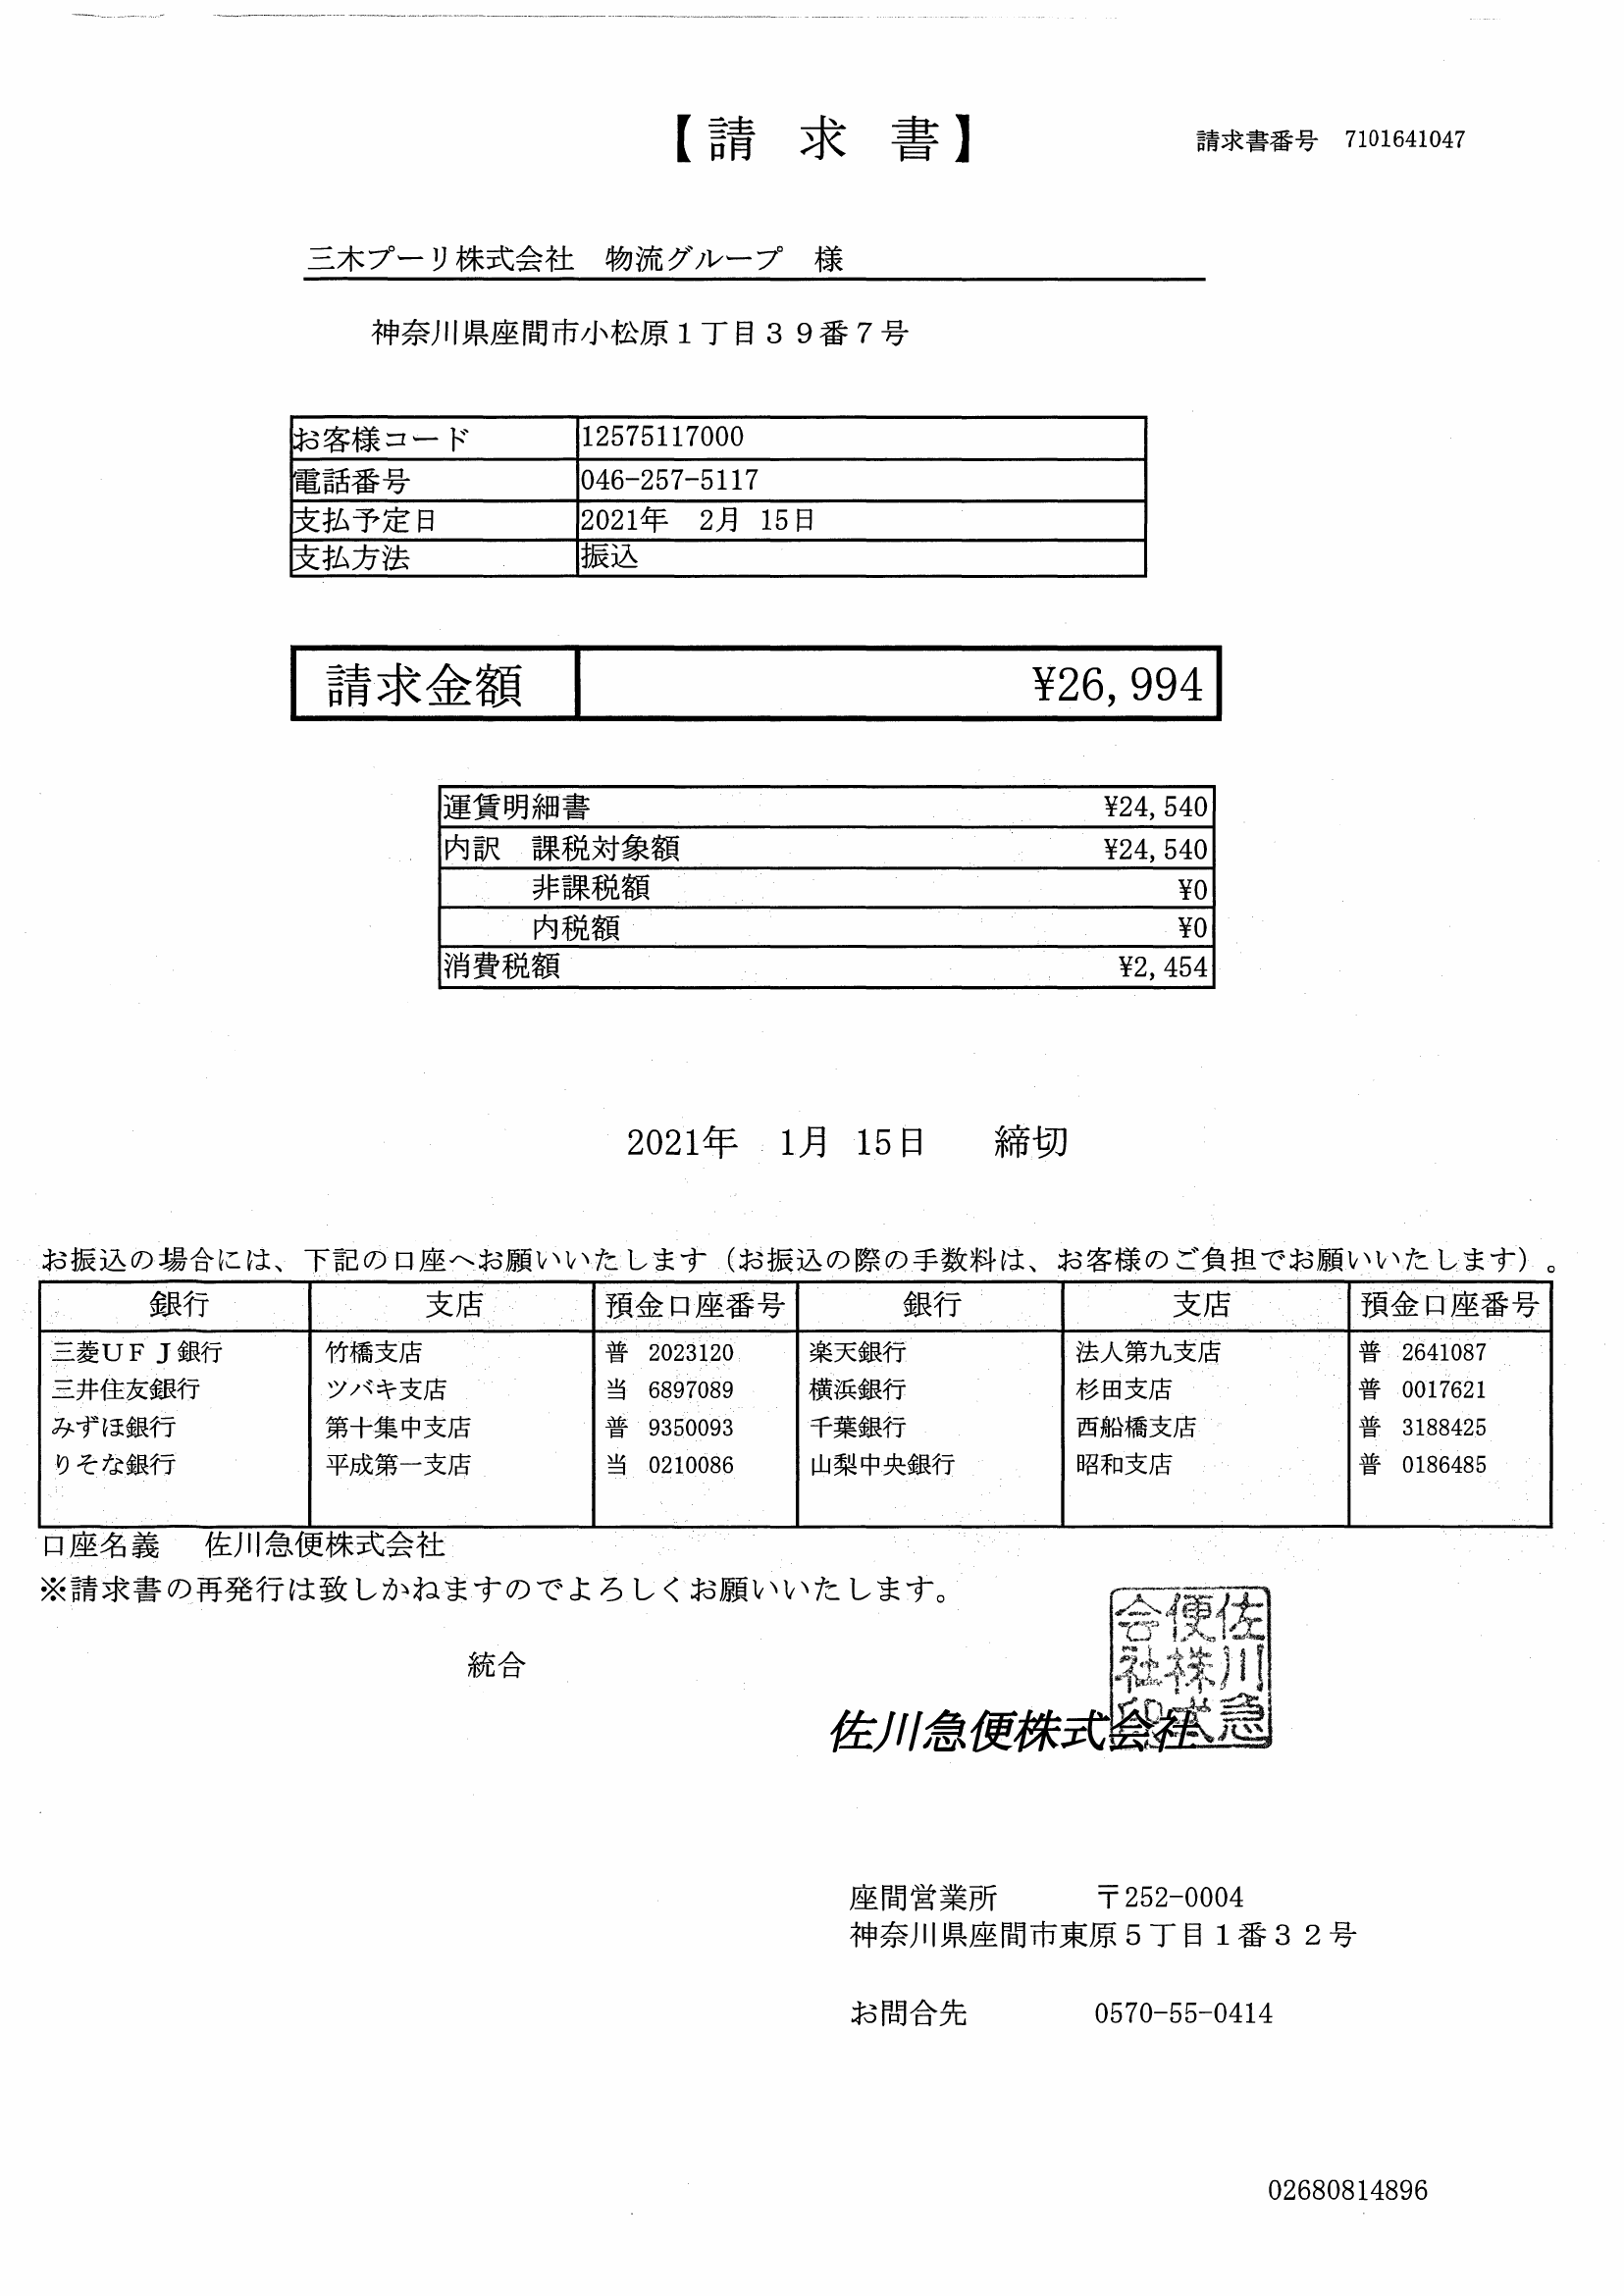 【請　求　書】
請求書番号　7101641047
三木プーリ株式会社　物流グループ　様
神奈川県座間市小松原１丁目３９番７号
お客様コード　12575117000
電話番号　046-257-5117
支払予定日　2021年　2月 15日
支払方法　振込
請求金額　¥26,994
運賃明細書　¥24,540
内訳　課税対象額　¥24,540
非課税額　¥0
内税額　¥0
消費税額　¥2,454
2021年　1月 15日　締切
お振込の場合には、下記の口座へお願いいたします（お振込の際の手数料は、お客様のご負担でお願いいたします）。
銀行　支店　預金口座番号　銀行　支店　預金口座番号
三菱ＵＦＪ銀行　竹橋支店　普 2023120　楽天銀行　法人第九支店　普 2641087
三井住友銀行　ツバキ支店　当 6897089　横浜銀行　杉田支店　普 0017621
みずほ銀行　第十集中支店　普 9350093　千葉銀行　西船橋支店　普 3188425
りそな銀行　平成第一支店　当 0210086　山梨中央銀行　昭和支店　普 0186485
口座名義　佐川急便株式会社
※請求書の再発行は致しかねますのでよろしくお願いいたします。
統合
佐川急便株式会社
佐川急便株式会社印
座間営業所　〒252-0004
神奈川県座間市東原５丁目１番３２号
お問合先　0570-55-0414
02680814896